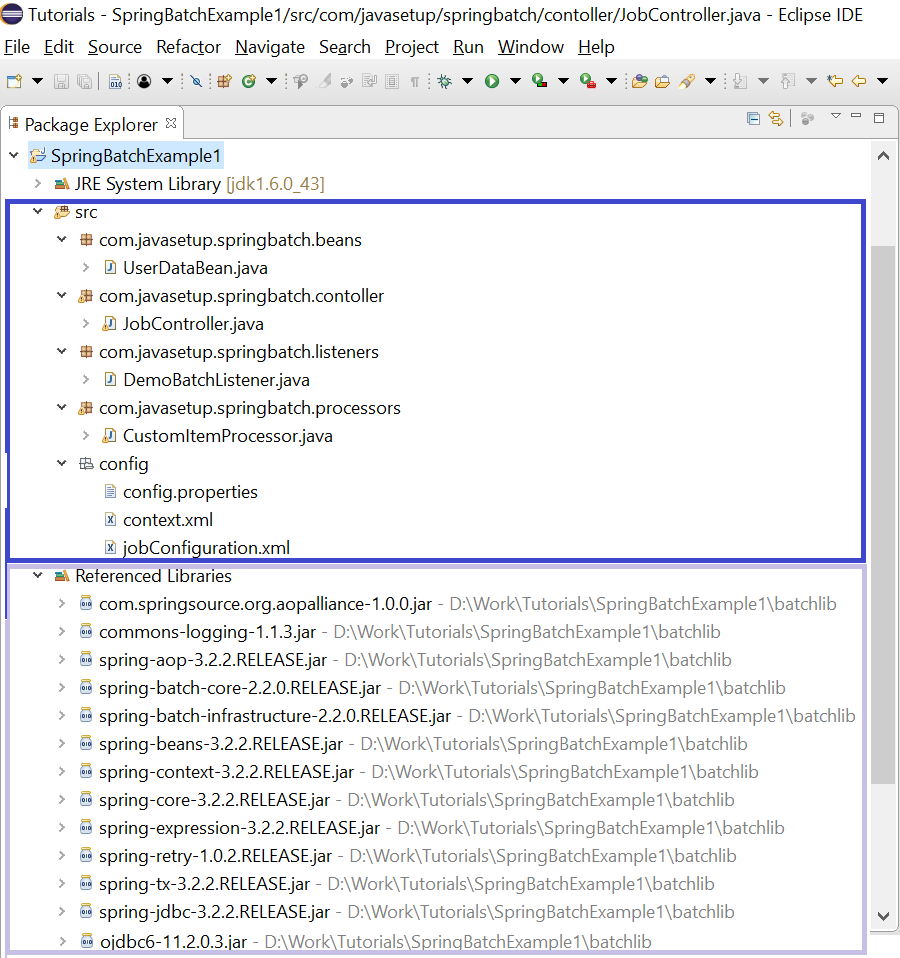 Tutorials - SpringBatchExample1/src/com/javasetup/springbatch/contoller/JobController.java - Eclipse IDE
File Edit Source Refactor Navigate Search Project Run Window Help
Package Explorer
SpringBatchExample1
JRE System Library [jdk1.6.0_43]
src
com.javasetup.springbatch.beans
UserDataBean.java
com.javasetup.springbatch.contoller
JobController.java
com.javasetup.springbatch.listeners
DemoBatchListener.java
com.javasetup.springbatch.processors
CustomItemProcessor.java
config
config.properties
context.xml
jobConfiguration.xml
Referenced Libraries
com.springsource.org.aopalliance-1.0.0.jar - D:\Work\Tutorials\SpringBatchExample1\batchlib
commons-logging-1.1.3.jar - D:\Work\Tutorials\SpringBatchExample1\batchlib
spring-aop-3.2.2.RELEASE.jar - D:\Work\Tutorials\SpringBatchExample1\batchlib
spring-batch-core-2.2.0.RELEASE.jar - D:\Work\Tutorials\SpringBatchExample1\batchlib
spring-batch-infrastructure-2.2.0.RELEASE.jar - D:\Work\Tutorials\SpringBatchExample1\batchlib
spring-beans-3.2.2.RELEASE.jar - D:\Work\Tutorials\SpringBatchExample1\batchlib
spring-context-3.2.2.RELEASE.jar - D:\Work\Tutorials\SpringBatchExample1\batchlib
spring-core-3.2.2.RELEASE.jar - D:\Work\Tutorials\SpringBatchExample1\batchlib
spring-expression-3.2.2.RELEASE.jar - D:\Work\Tutorials\SpringBatchExample1\batchlib
spring-retry-1.0.2.RELEASE.jar - D:\Work\Tutorials\SpringBatchExample1\batchlib
spring-tx-3.2.2.RELEASE.jar - D:\Work\Tutorials\SpringBatchExample1\batchlib
spring-jdbc-3.2.2.RELEASE.jar - D:\Work\Tutorials\SpringBatchExample1\batchlib
ojdbc6-11.2.0.3.jar - D:\Work\Tutorials\SpringBatchExample1\batchlib